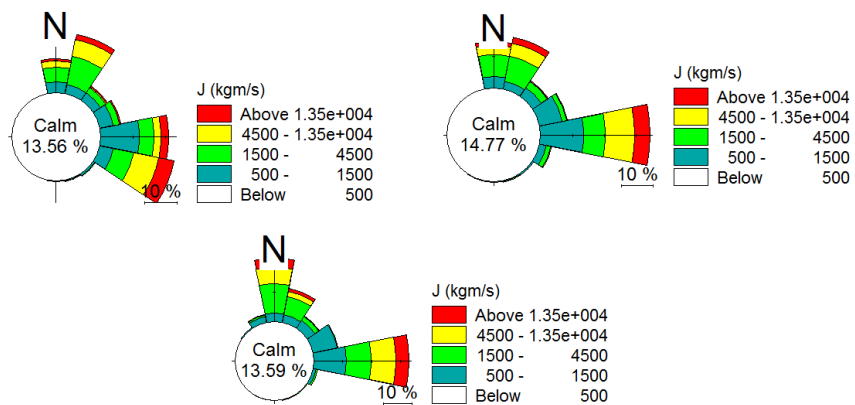 N
J (kgm/s)
Above 1.35e+004
4500 - 1.35e+004
1500 - 4500
500 - 1500
Below 500
Calm
13.56 %
10 %
N
J (kgm/s)
Above 1.35e+004
4500 - 1.35e+004
1500 - 4500
500 - 1500
Below 500
Calm
14.77 %
10 %
N
J (kgm/s)
Above 1.35e+004
4500 - 1.35e+004
1500 - 4500
500 - 1500
Below 500
Calm
13.59 %
10 %